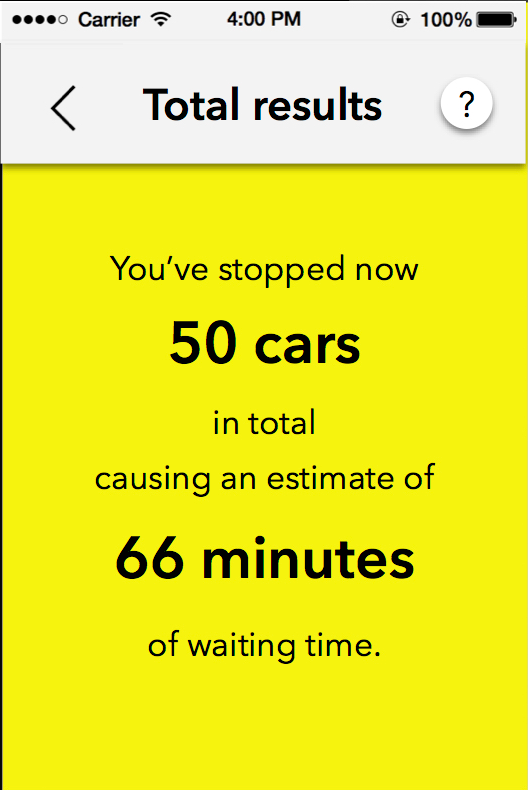 Carrier 4:00 PM 100%
Total results ?
You’ve stopped now
50 cars
in total
causing an estimate of
66 minutes
of waiting time.